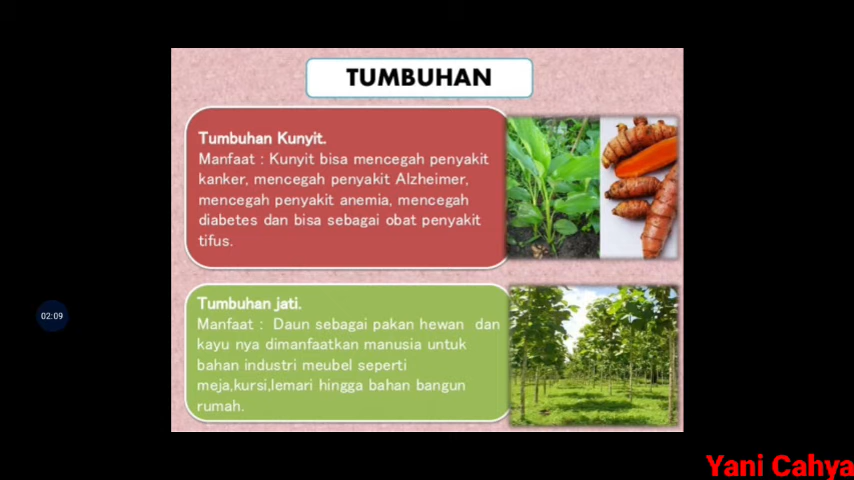 TUMBUHAN
Tumbuhan Kunyit.
Manfaat : Kunyit bisa mencegah penyakit
kanker, mencegah penyakit Alzheimer,
mencegah penyakit anemia, mencegah
diabetes dan bisa sebagai obat penyakit
tifus.
Tumbuhan jati.
Manfaat : Daun sebagai pakan hewan dan
kayu nya dimanfaatkan manusia untuk
bahan industri meubel seperti
meja,kursi,lemari hingga bahan bangun
rumah.
02:09
Yani Cahya